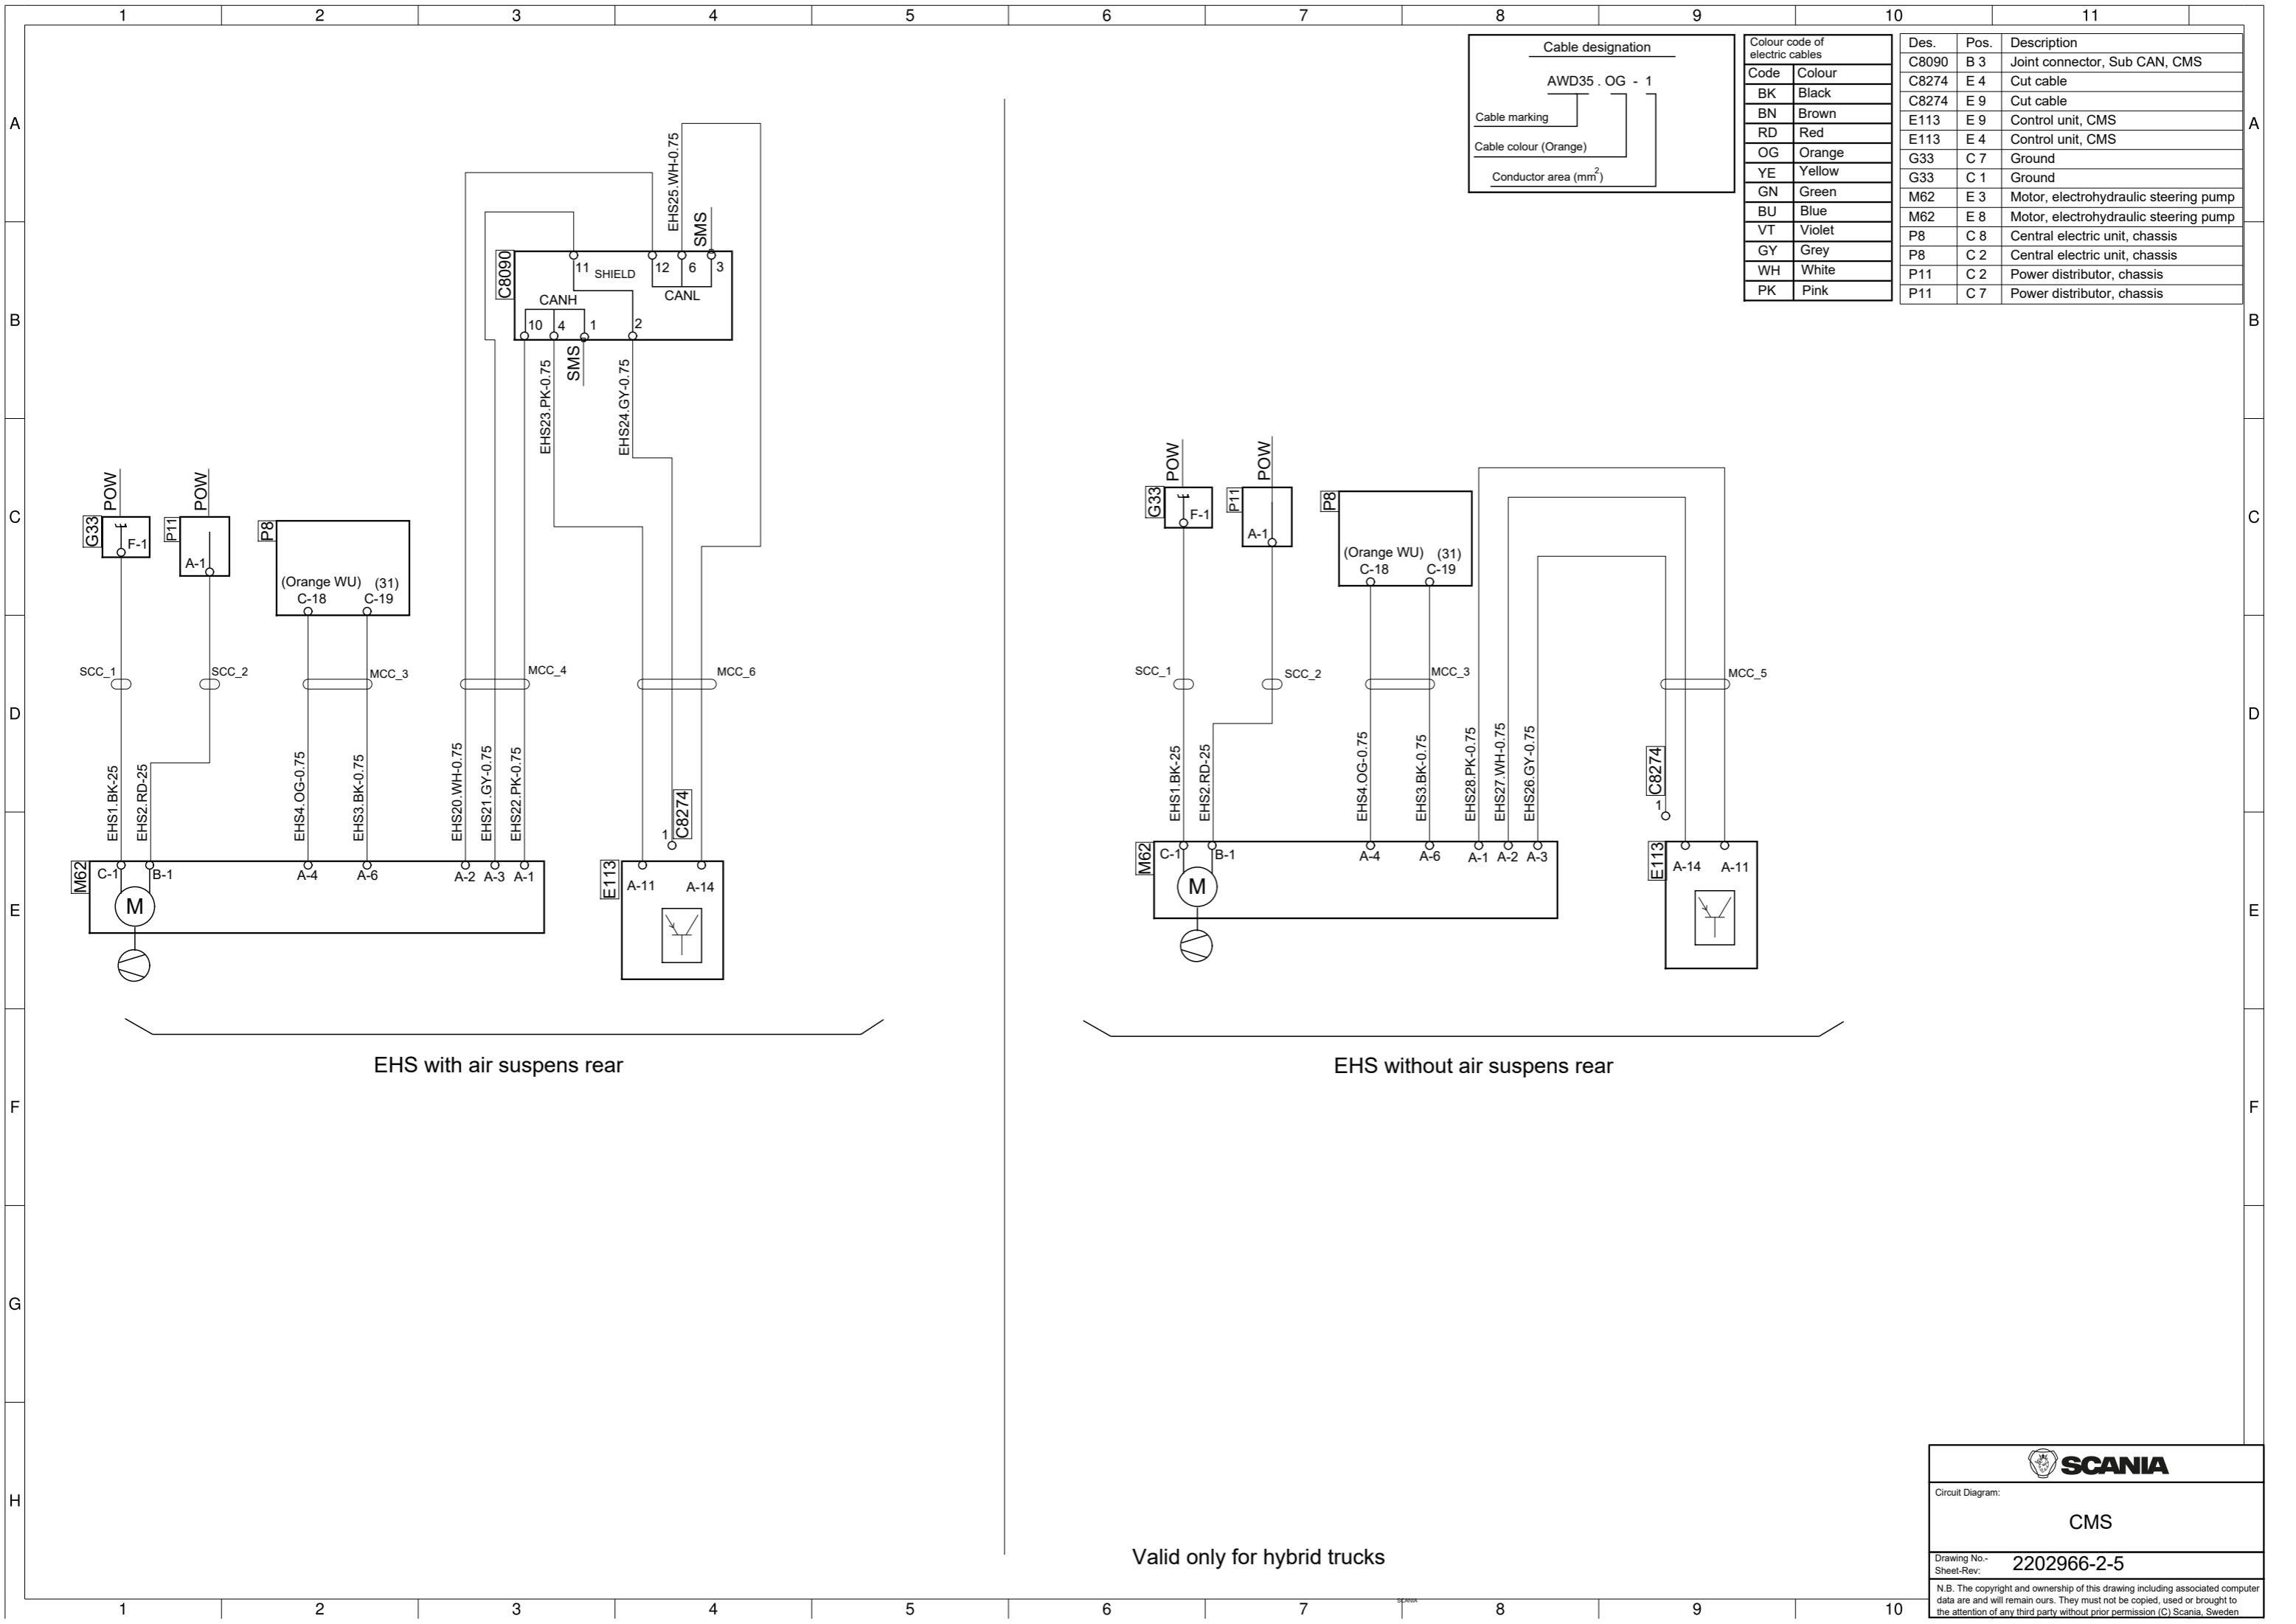 1 2 3 4 5 6 7 8 9 10 11
A
B
C
D
E
F
G
H
A
B
C
D
E
F
Cable designation
AWD35 . OG - 1
Cable marking
Cable colour (Orange)
Conductor area (mm2)
Colour code of
electric cables
Code Colour
BK Black
BN Brown
RD Red
OG Orange
YE Yellow
GN Green
BU Blue
VT Violet
GY Grey
WH White
PK Pink
Des. Pos. Description
C8090 B 3 Joint connector, Sub CAN, CMS
C8274 E 4 Cut cable
C8274 E 9 Cut cable
E113 E 9 Control unit, CMS
E113 E 4 Control unit, CMS
G33 C 7 Ground
G33 C 1 Ground
M62 E 3 Motor, electrohydraulic steering pump
M62 E 8 Motor, electrohydraulic steering pump
P8 C 8 Central electric unit, chassis
P8 C 2 Central electric unit, chassis
P11 C 2 Power distributor, chassis
P11 C 7 Power distributor, chassis
EHS25.WH-0.75
SMS
C8090
11 SHIELD 12 6 3
CANH CANL
10 4 1 2
EHS23.PK-0.75
SMS
EHS24.GY-0.75
POW
POW
G33
F-1
P11
A-1
P8
(Orange WU) (31)
C-18 C-19
SCC_1
SCC_2
MCC_3
MCC_4
MCC_6
EHS1.BK-25
EHS2.RD-25
EHS4.OG-0.75
EHS3.BK-0.75
EHS20.WH-0.75
EHS21.GY-0.75
EHS22.PK-0.75
1
C8274
M62
C-1 B-1 A-4 A-6 A-2 A-3 A-1
M
E113
A-11 A-14
EHS with air suspens rear
POW
POW
G33
F-1
P11
A-1
P8
(Orange WU) (31)
C-18 C-19
SCC_1
SCC_2
MCC_3
MCC_5
EHS1.BK-25
EHS2.RD-25
EHS4.OG-0.75
EHS3.BK-0.75
EHS28.PK-0.75
EHS27.WH-0.75
EHS26.GY-0.75
C8274
1
M62
C-1 B-1 A-4 A-6 A-1 A-2 A-3
M
E113
A-14 A-11
EHS without air suspens rear
Valid only for hybrid trucks
SCANIA
Circuit Diagram:
CMS
Drawing No.-
Sheet-Rev: 2202966-2-5
N.B. The copyright and ownership of this drawing including associated computer
data are and will remain ours. They must not be copied, used or brought to
the attention of any third party without prior permission (C) Scania, Sweden
SCANIA
1 2 3 4 5 6 7 8 9 10